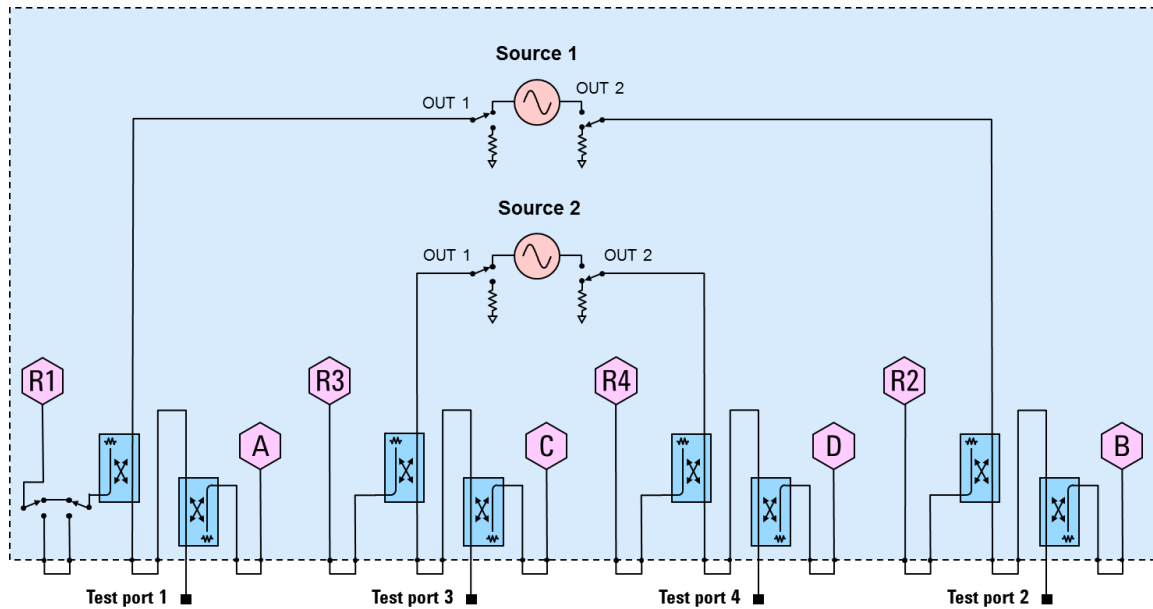 Source 1
OUT 1
OUT 2
Source 2
OUT 1
OUT 2
R1
R3
R4
R2
A
C
D
B
Test port 1
Test port 3
Test port 4
Test port 2